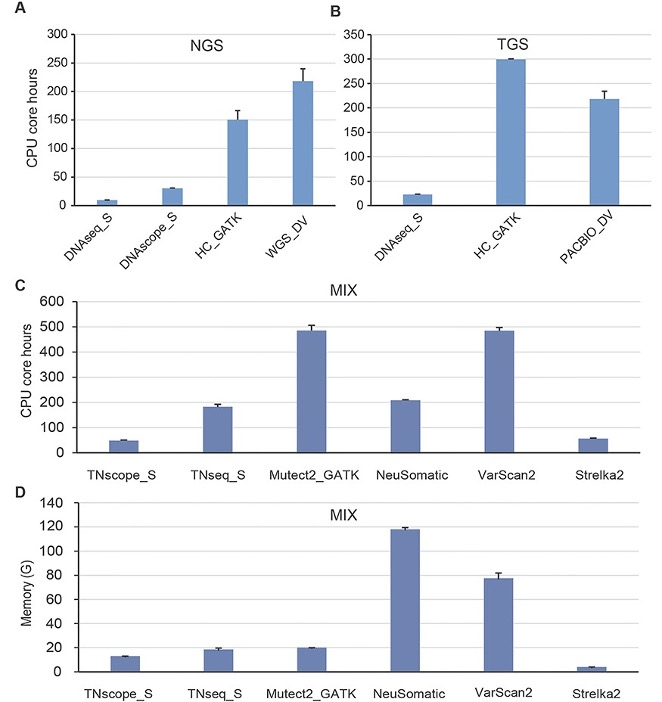 A
NGS
CPU core hours
300
250
200
150
100
50
0
DNAseq_S
DNAscope_S
HC_GATK
WGS_DV
B
TGS
350
300
250
200
150
100
50
0
DNAseq_S
HC_GATK
PACBIO_DV
C
MIX
CPU core hours
600
500
400
300
200
100
0
TNscope_S TNseq_S Mutect2_GATK NeuSomatic VarScan2 Strelka2
D
MIX
Memory (G)
140
120
100
80
60
40
20
0
TNscope_S TNseq_S Mutect2_GATK NeuSomatic VarScan2 Strelka2